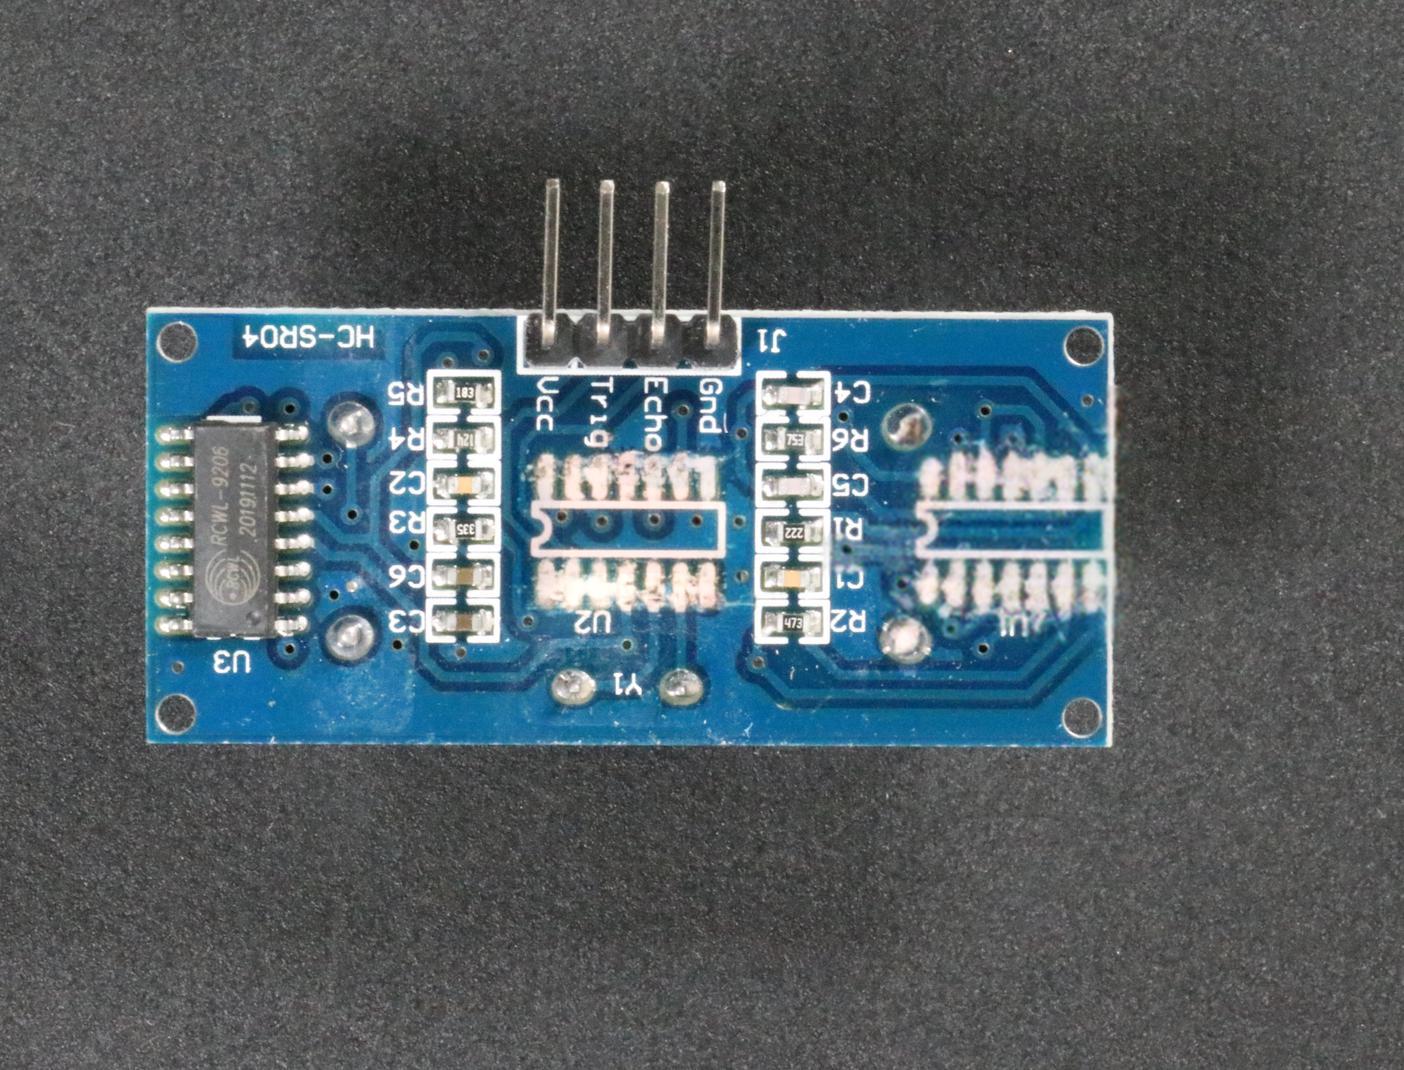 HC-SR04
J1
Vcc
Trig
Echo
Gnd
R5
183
R4
124
C2
R3
335
C6
C3
C4
R6
753
C5
R1
222
C1
R2
473
RCWL-9206
20191112
RCWL
U3
U2
U1
Y1